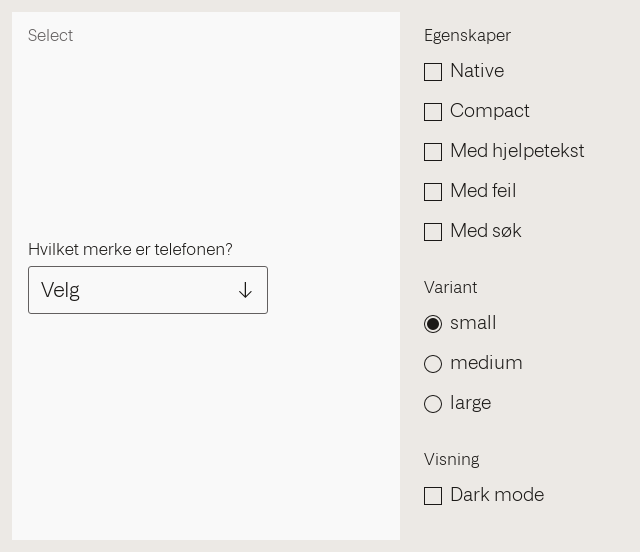 Select
Hvilket merke er telefonen?
Velg
Egenskaper
Native
Compact
Med hjelpetekst
Med feil
Med søk
Variant
small
medium
large
Visning
Dark mode